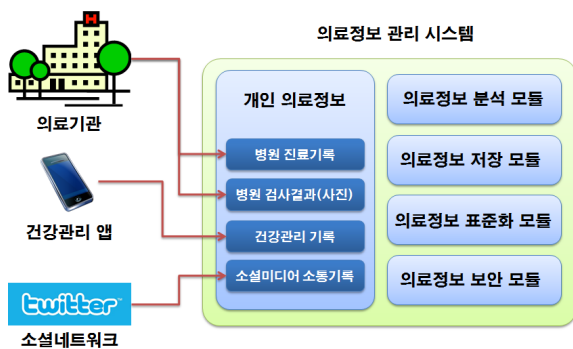 의료정보 관리 시스템
H
의료기관
건강관리 앱
twitter
소셜네트워크
개인 의료정보
병원 진료기록
병원 검사결과(사진)
건강관리 기록
소셜미디어 소통기록
의료정보 분석 모듈
의료정보 저장 모듈
의료정보 표준화 모듈
의료정보 보안 모듈